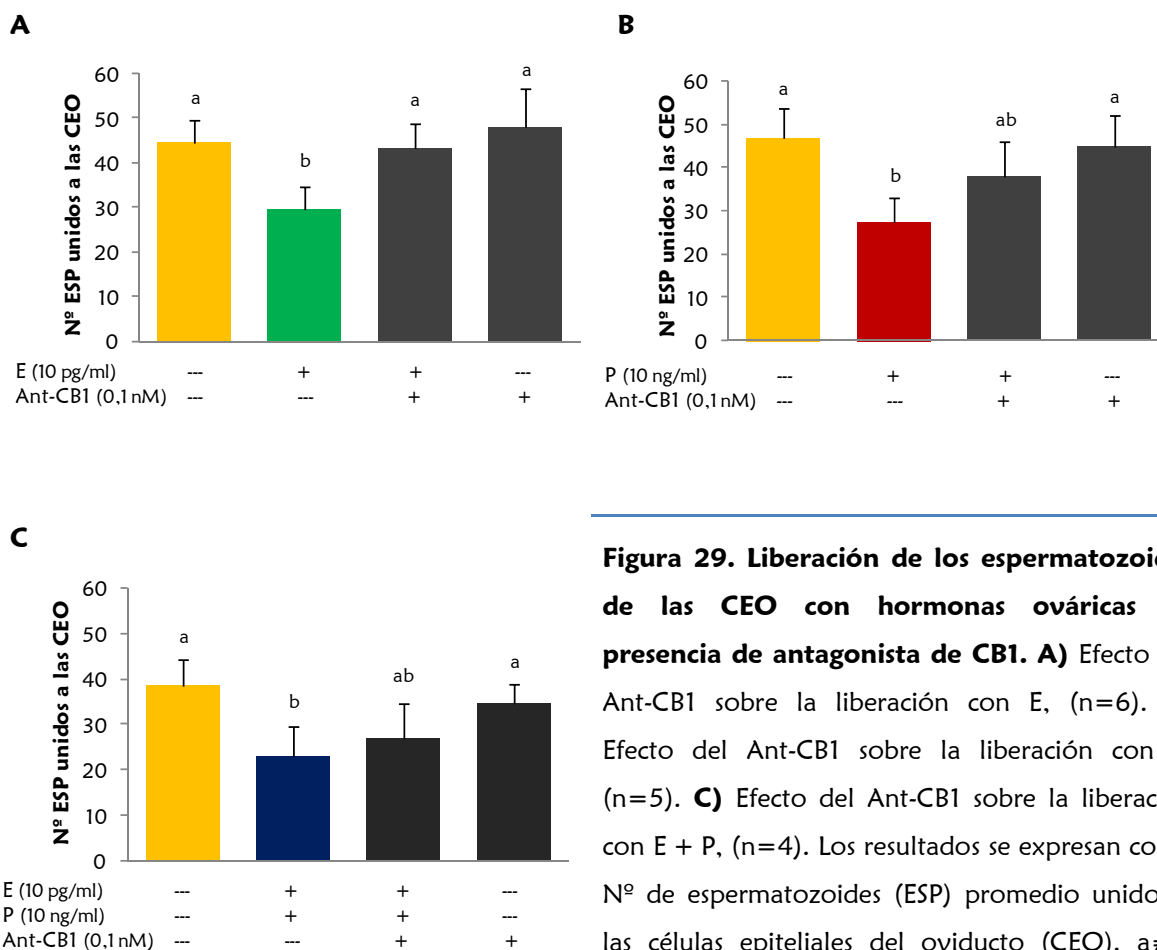 A
Nº ESP unidos a las CEO
60
50
40
30
20
10
0
a
b
a
a
E (10 pg/ml) --- + + ---
Ant-CB1 (0,1nM) --- --- + +
B
Nº ESP unidos a las CEO
60
50
40
30
20
10
0
a
b
ab
a
P (10 ng/ml) --- + + ---
Ant-CB1 (0,1nM) --- --- + +
C
Nº ESP unidos a las CEO
60
50
40
30
20
10
0
a
b
ab
a
E (10 pg/ml) --- + + ---
P (10 ng/ml) --- + + ---
Ant-CB1 (0,1nM) --- --- + +
Figura 29. Liberación de los espermatozoi
de las CEO con hormonas ováricas
presencia de antagonista de CB1. A) Efecto
Ant-CB1 sobre la liberación con E, (n=6).
Efecto del Ant-CB1 sobre la liberación con
(n=5). C) Efecto del Ant-CB1 sobre la liberac
con E + P, (n=4). Los resultados se expresan co
Nº de espermatozoides (ESP) promedio unido
las células epiteliales del oviducto (CEO). a